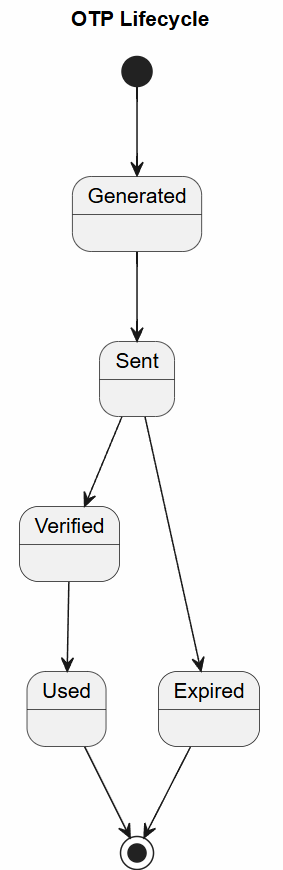 OTP Lifecycle
Generated
Sent
Verified
Used
Expired